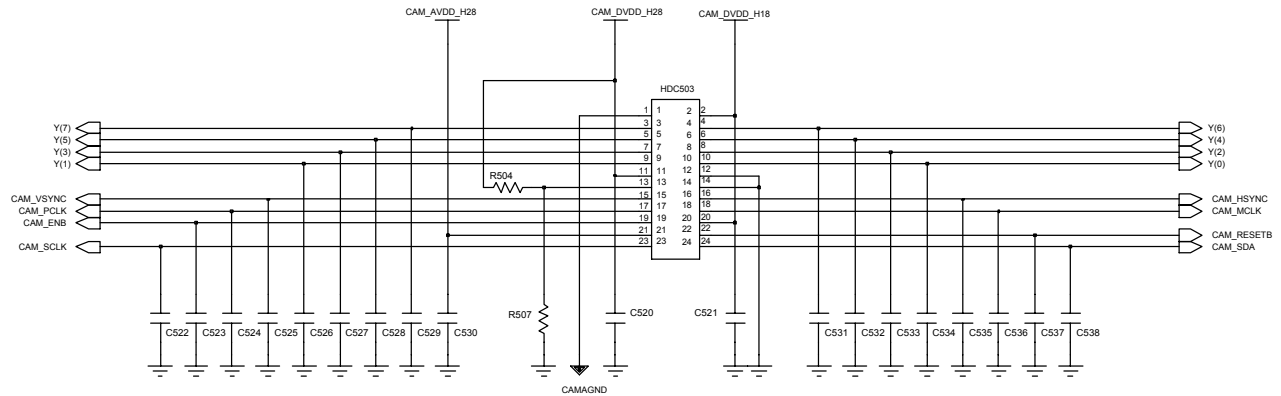 CAM_AVDD_H28 CAM_DVDD_H28 CAM_DVDD_H18
HDC503
1 1 2 2
Y(7) 3 3 4 4 Y(6)
Y(5) 5 5 6 6 Y(4)
Y(3) 7 7 8 8 Y(2)
Y(1) 9 9 10 10 Y(0)
11 11 12 12
R504 13 13 14 14
CAM_VSYNC 15 15 16 16 CAM_HSYNC
CAM_PCLK 17 17 18 18 CAM_MCLK
CAM_ENB 19 19 20 20
21 21 22 22 CAM_RESETB
CAM_SCLK 23 23 24 24 CAM_SDA
R507 C520 C521
C522 C523 C524 C525 C526 C527 C528 C529 C530 C531 C532 C533 C534 C535 C536 C537 C538
CAMAGND